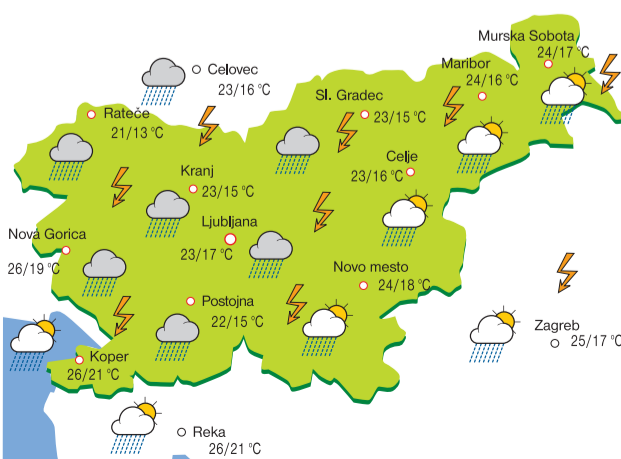 Murska Sobota
24/17 °C
Maribor
24/16 °C
Celovec
23/16 °C
Sl. Gradec
23/15 °C
Rateče
21/13 °C
Celje
23/16 °C
Kranj
23/15 °C
Ljubljana
23/17 °C
Nová Gorica
26/19 °C
Novo mesto
24/18 °C
Postojna
22/15 °C
Zagreb
25/17 °C
Koper
26/21 °C
Reka
26/21 °C